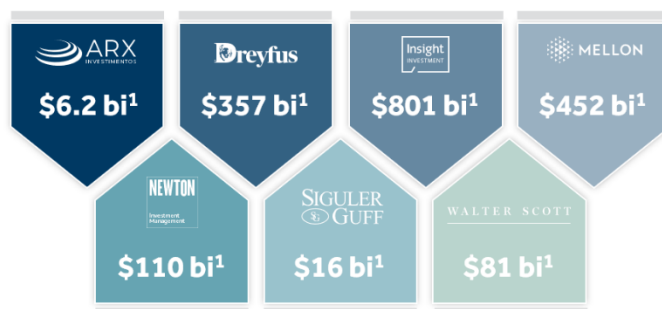 ARX
INVESTIMENTOS
$6.2 bi¹
Dreyfus
$357 bi¹
Insight
INVESTMENT
$801 bi¹
MELLON
$452 bi¹
NEWTON
Investment
Management
$110 bi¹
SIGULER
SG GUFF
$16 bi¹
WALTER SCOTT
$81 bi¹